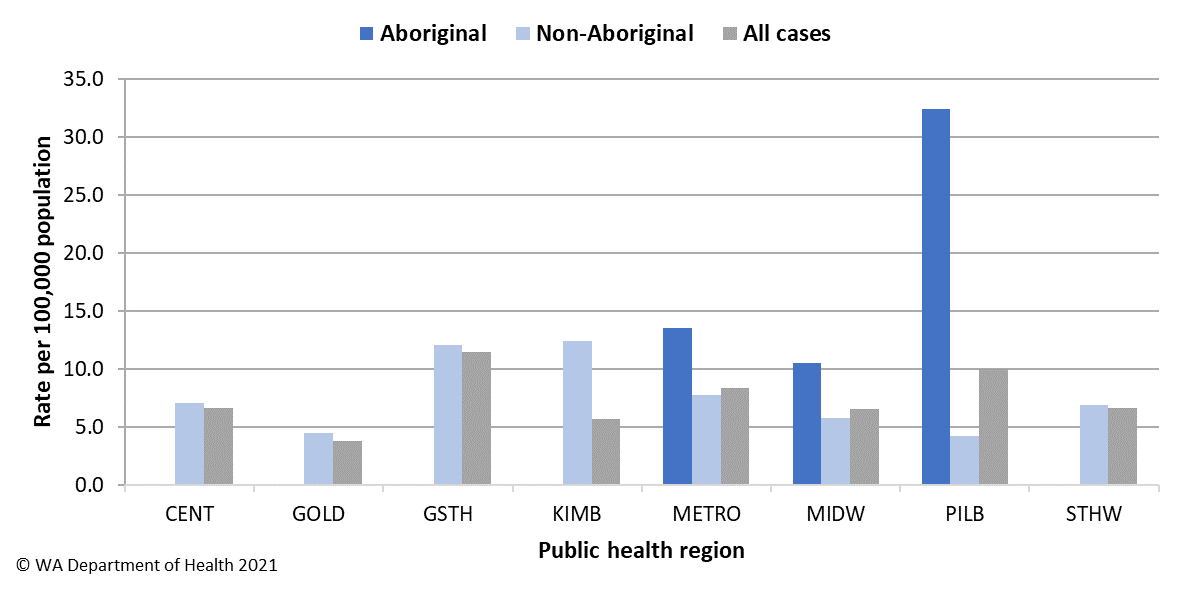 Aboriginal Non-Aboriginal All cases
35.0
30.0
25.0
20.0
15.0
10.0
5.0
0.0
Rate per 100,000 population
CENT GOLD GSTH KIMB METRO MIDW PILB STHW
Public health region
© WA Department of Health 2021